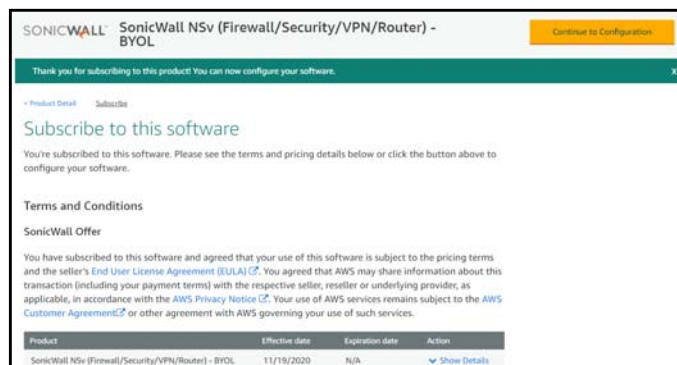 SONICWALL
SonicWall NSv (Firewall/Security/VPN/Router) -
BYOL
Continue to Configuration
Thank you for subscribing to this product! You can now configure your software.
X
< Product Detail Subscribe
Subscribe to this software
You're subscribed to this software. Please see the terms and pricing details below or click the button above to
configure your software.
Terms and Conditions
SonicWall Offer
You have subscribed to this software and agreed that your use of this software is subject to the pricing terms
and the seller's End User License Agreement (EULA). You agreed that AWS may share information about this
transaction (including your payment terms) with the respective seller, reseller or underlying provider, as
applicable, in accordance with the AWS Privacy Notice. Your use of AWS services remains subject to the AWS
Customer Agreement or other agreement with AWS governing your use of such services.
Product Effective date Expiration date Action
SonicWall NSv (Firewall/Security/VPN/Router) - BYOL 11/19/2020 N/A Show Details